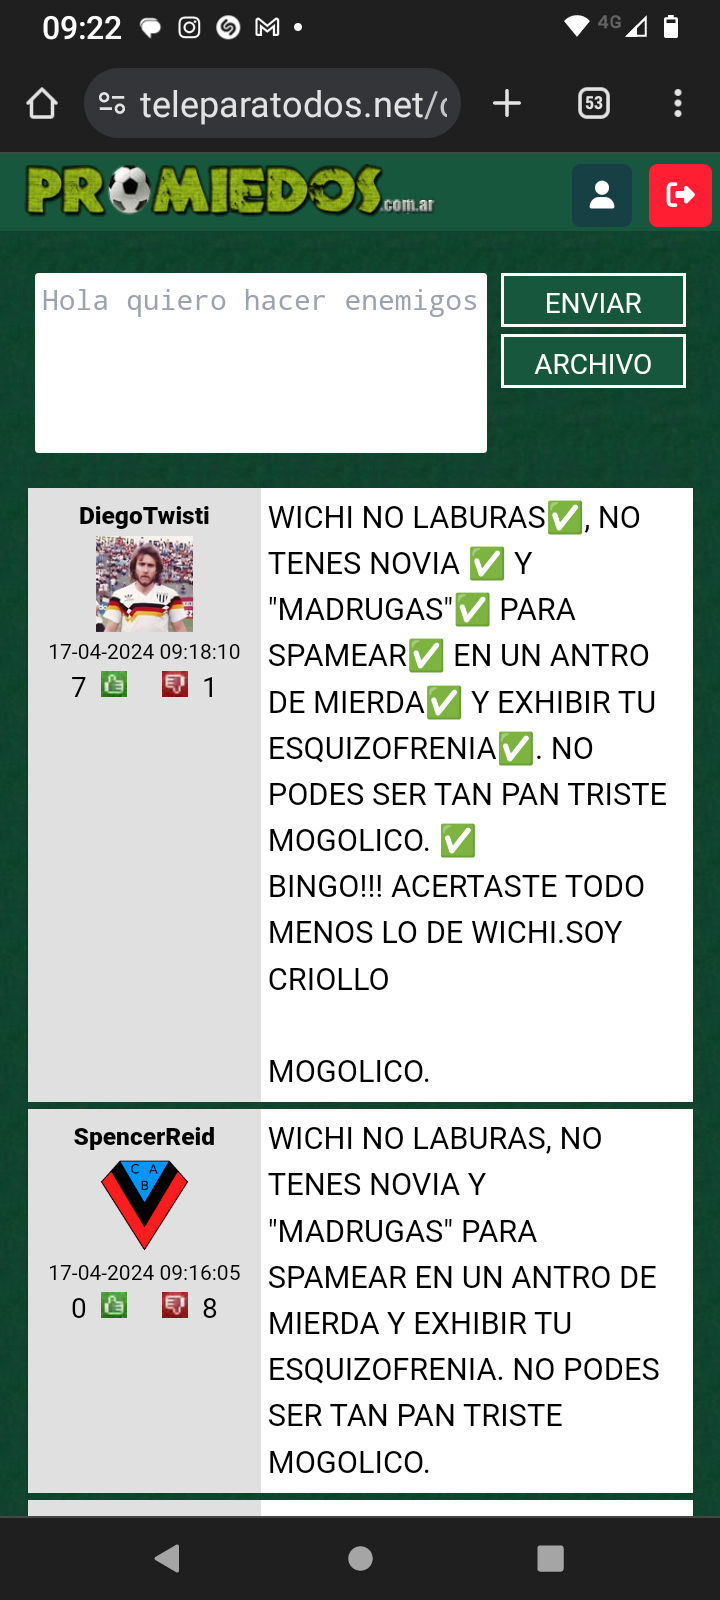 09:22
4G
teleparatodos.net/
53
PROMIEDOS.com.ar
Hola quiero hacer enemigos
ENVIAR
ARCHIVO
DiegoTwisti
17-04-2024 09:18:10
7 1
WICHI NO LABURAS✅, NO
TENES NOVIA ✅ Y
"MADRUGAS"✅ PARA
SPAMEAR✅ EN UN ANTRO
DE MIERDA✅ Y EXHIBIR TU
ESQUIZOFRENIA✅. NO
PODES SER TAN PAN TRISTE
MOGOLICO. ✅
BINGO!!! ACERTASTE TODO
MENOS LO DE WICHI.SOY
CRIOLLO
MOGOLICO.
SpencerReid
C A
B
17-04-2024 09:16:05
0 8
WICHI NO LABURAS, NO
TENES NOVIA Y
"MADRUGAS" PARA
SPAMEAR EN UN ANTRO DE
MIERDA Y EXHIBIR TU
ESQUIZOFRENIA. NO PODES
SER TAN PAN TRISTE
MOGOLICO.